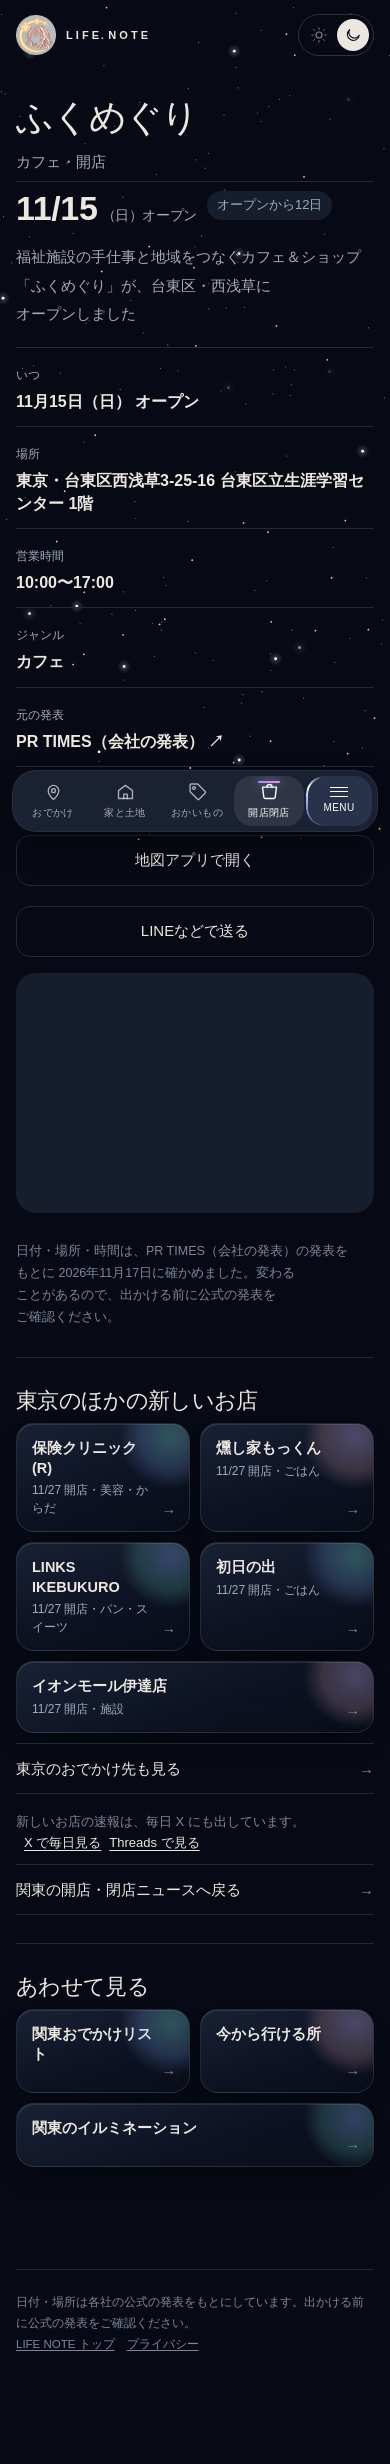 LIFE.NOTE
ふくめぐり
カフェ・開店
11/15 （日）オープン オープンから12日
福祉施設の手仕事と地域をつなぐカフェ＆ショップ
「ふくめぐり」が、台東区・西浅草に
オープンしました
いつ
11月15日（日） オープン
場所
東京・台東区西浅草3-25-16 台東区立生涯学習セ
ンター 1階
営業時間
10:00〜17:00
ジャンル
カフェ
元の発表
PR TIMES（会社の発表） ↗
おでかけ 家と土地 おかいもの 開店閉店 MENU
地図アプリで開く
LINEなどで送る
日付・場所・時間は、PR TIMES（会社の発表）の発表を
もとに 2026年11月17日に確かめました。変わる
ことがあるので、出かける前に公式の発表を
ご確認ください。
東京のほかの新しいお店
保険クリニック
(R)
11/27 開店・美容・か
らだ →
燻し家もっくん
11/27 開店・ごはん
→
LINKS
IKEBUKURO
11/27 開店・パン・ス
イーツ →
初日の出
11/27 開店・ごはん
→
イオンモール伊達店
11/27 開店・施設
→
東京のおでかけ先も見る →
新しいお店の速報は、毎日 X にも出しています。
X で毎日見る Threads で見る
関東の開店・閉店ニュースへ戻る →
あわせて見る
関東おでかけリス
ト
→
今から行ける所
→
関東のイルミネーション
→
日付・場所は各社の公式の発表をもとにしています。出かける前
に公式の発表をご確認ください。
LIFE NOTE トップ プライバシー